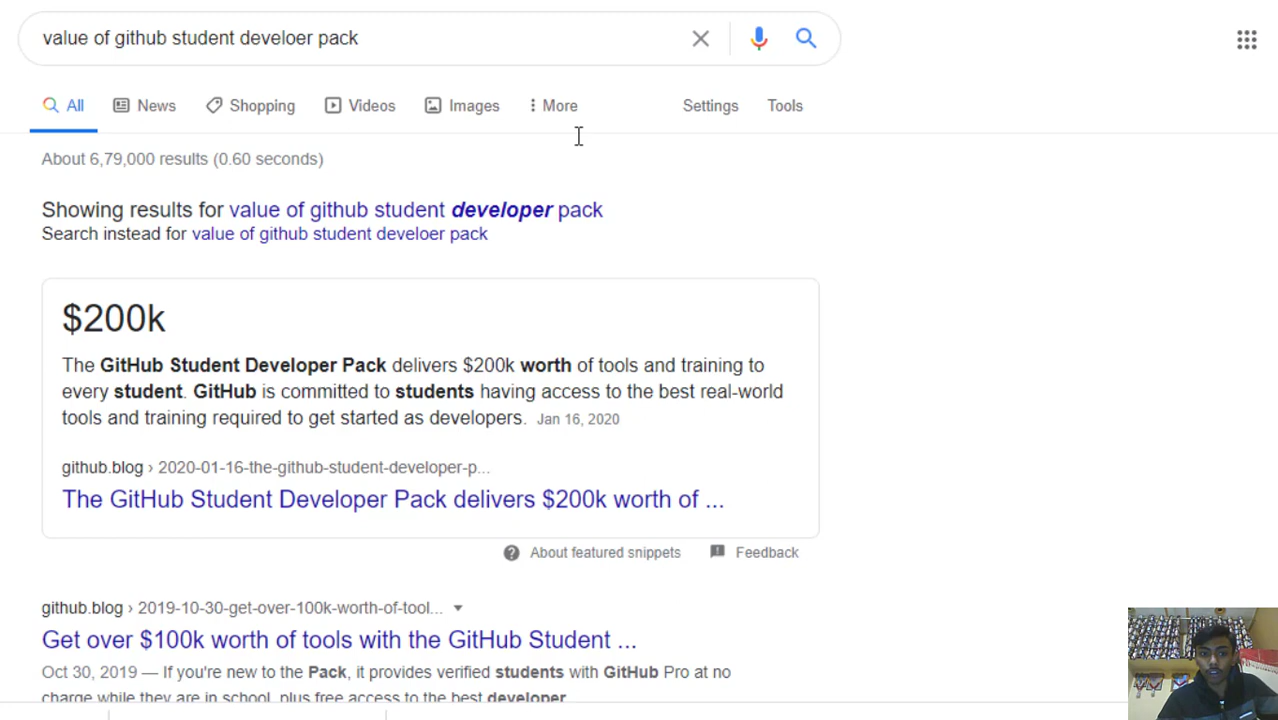 value of github student develoer pack
All News Shopping Videos Images More Settings Tools
About 6,79,000 results (0.60 seconds)
Showing results for value of github student developer pack
Search instead for value of github student develoer pack
$200k
The GitHub Student Developer Pack delivers $200k worth of tools and training to
every student. GitHub is committed to students having access to the best real-world
tools and training required to get started as developers. Jan 16, 2020
github.blog › 2020-01-16-the-github-student-developer-p...
The GitHub Student Developer Pack delivers $200k worth of ...
About featured snippets Feedback
github.blog › 2019-10-30-get-over-100k-worth-of-tool...
Get over $100k worth of tools with the GitHub Student ...
Oct 30, 2019 — If you're new to the Pack, it provides verified students with GitHub Pro at no
charge while they are in school, plus free access to the best developer